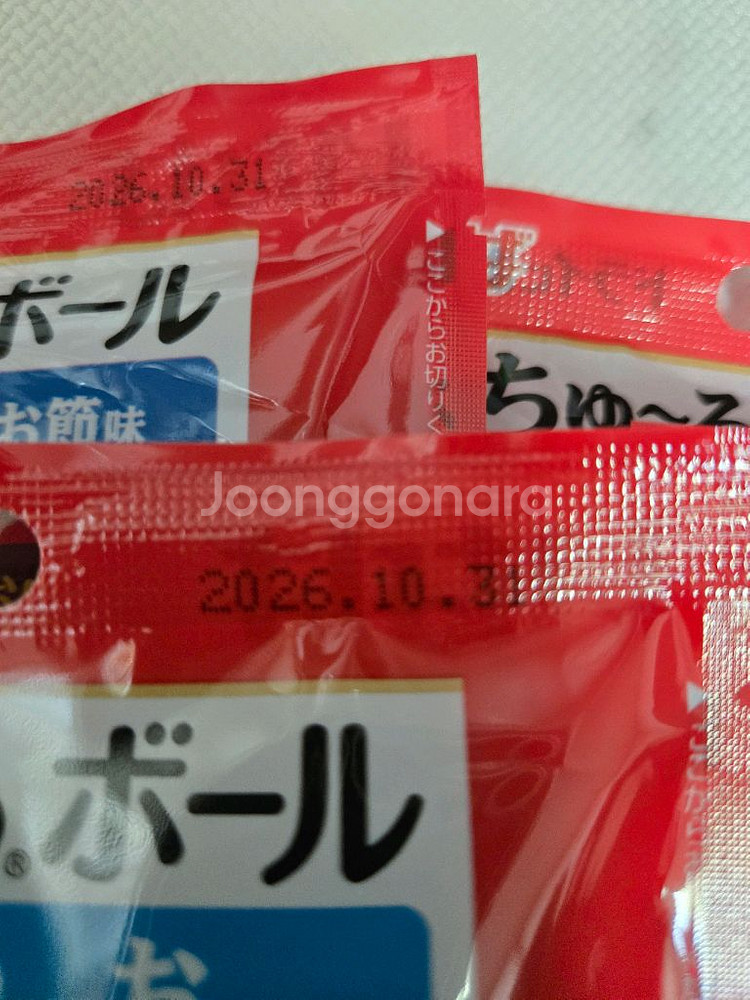 2026.10.31
ボール
お節味
ここからお切りく
ちゅ〜る
Joonggonara
2026.10.31
®ボール
お